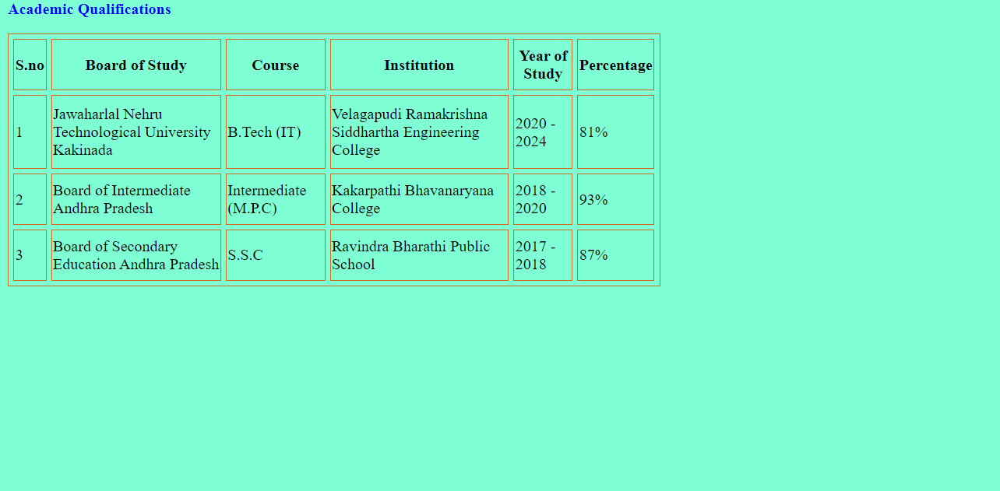 Academic Qualifications
S.no Board of Study Course Institution Year of Study Percentage
1 Jawaharlal Nehru Technological University Kakinada B.Tech (IT) Velagapudi Ramakrishna Siddhartha Engineering College 2020 - 2024 81%
2 Board of Intermediate Andhra Pradesh Intermediate (M.P.C) Kakarpathi Bhavanaryana College 2018 - 2020 93%
3 Board of Secondary Education Andhra Pradesh S.S.C Ravindra Bharathi Public School 2017 - 2018 87%